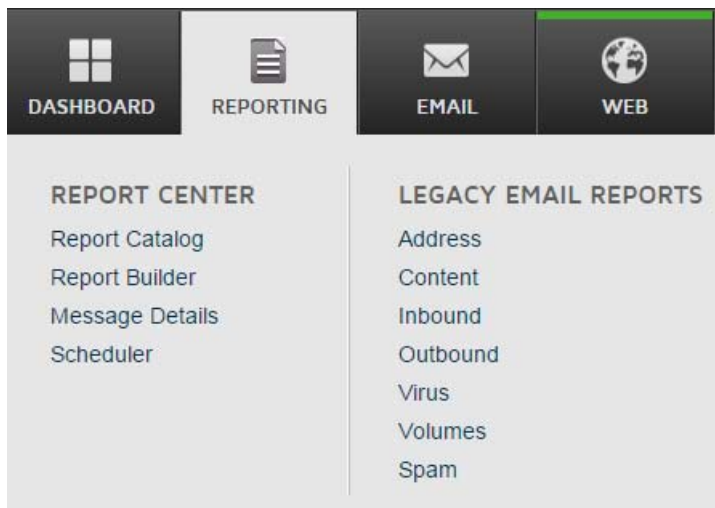 DASHBOARD
REPORTING
EMAIL
WEB
REPORT CENTER
Report Catalog
Report Builder
Message Details
Scheduler
LEGACY EMAIL REPORTS
Address
Content
Inbound
Outbound
Virus
Volumes
Spam